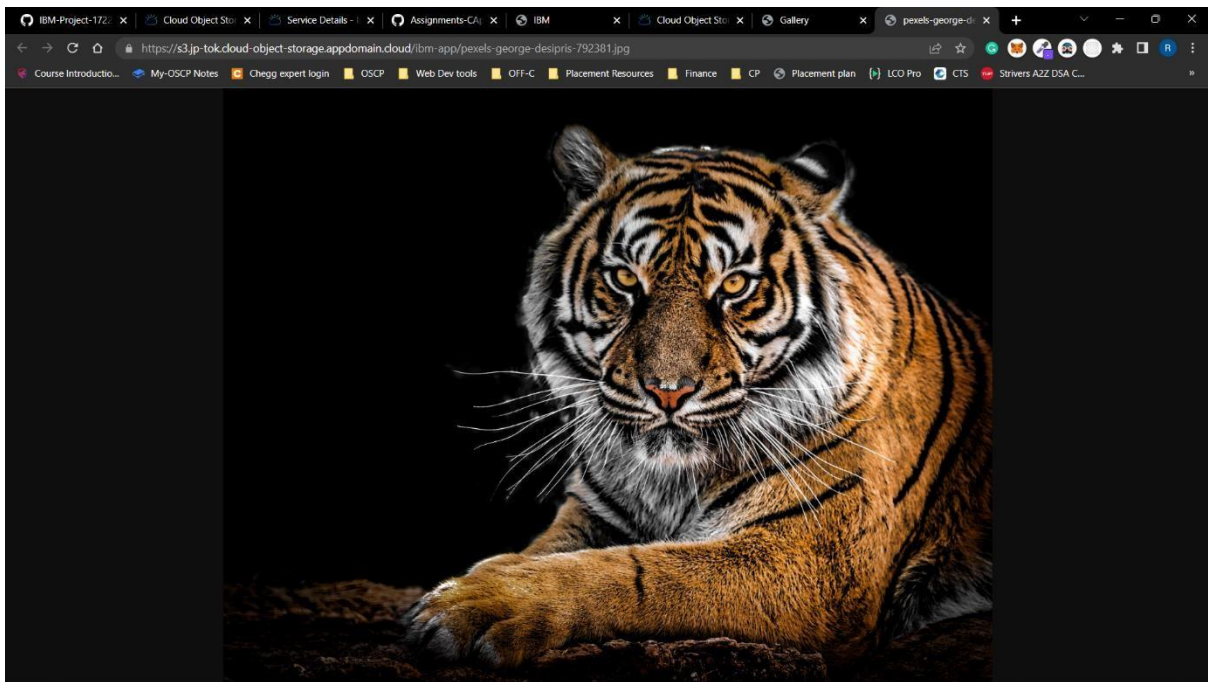 IBM-Project-1722
Cloud Object Sto
Service Details - I
Assignments-CA
IBM
Cloud Object Sto
Gallery
pexels-george-de
https://s3.jp-tok.cloud-object-storage.appdomain.cloud/ibm-app/pexels-george-desipris-792381.jpg
R
Course Introductio... My-OSCP Notes Chegg expert login OSCP Web Dev tools OFF-C Placement Resources Finance CP Placement plan LCO Pro CTS Strivers A2Z DSA C... »